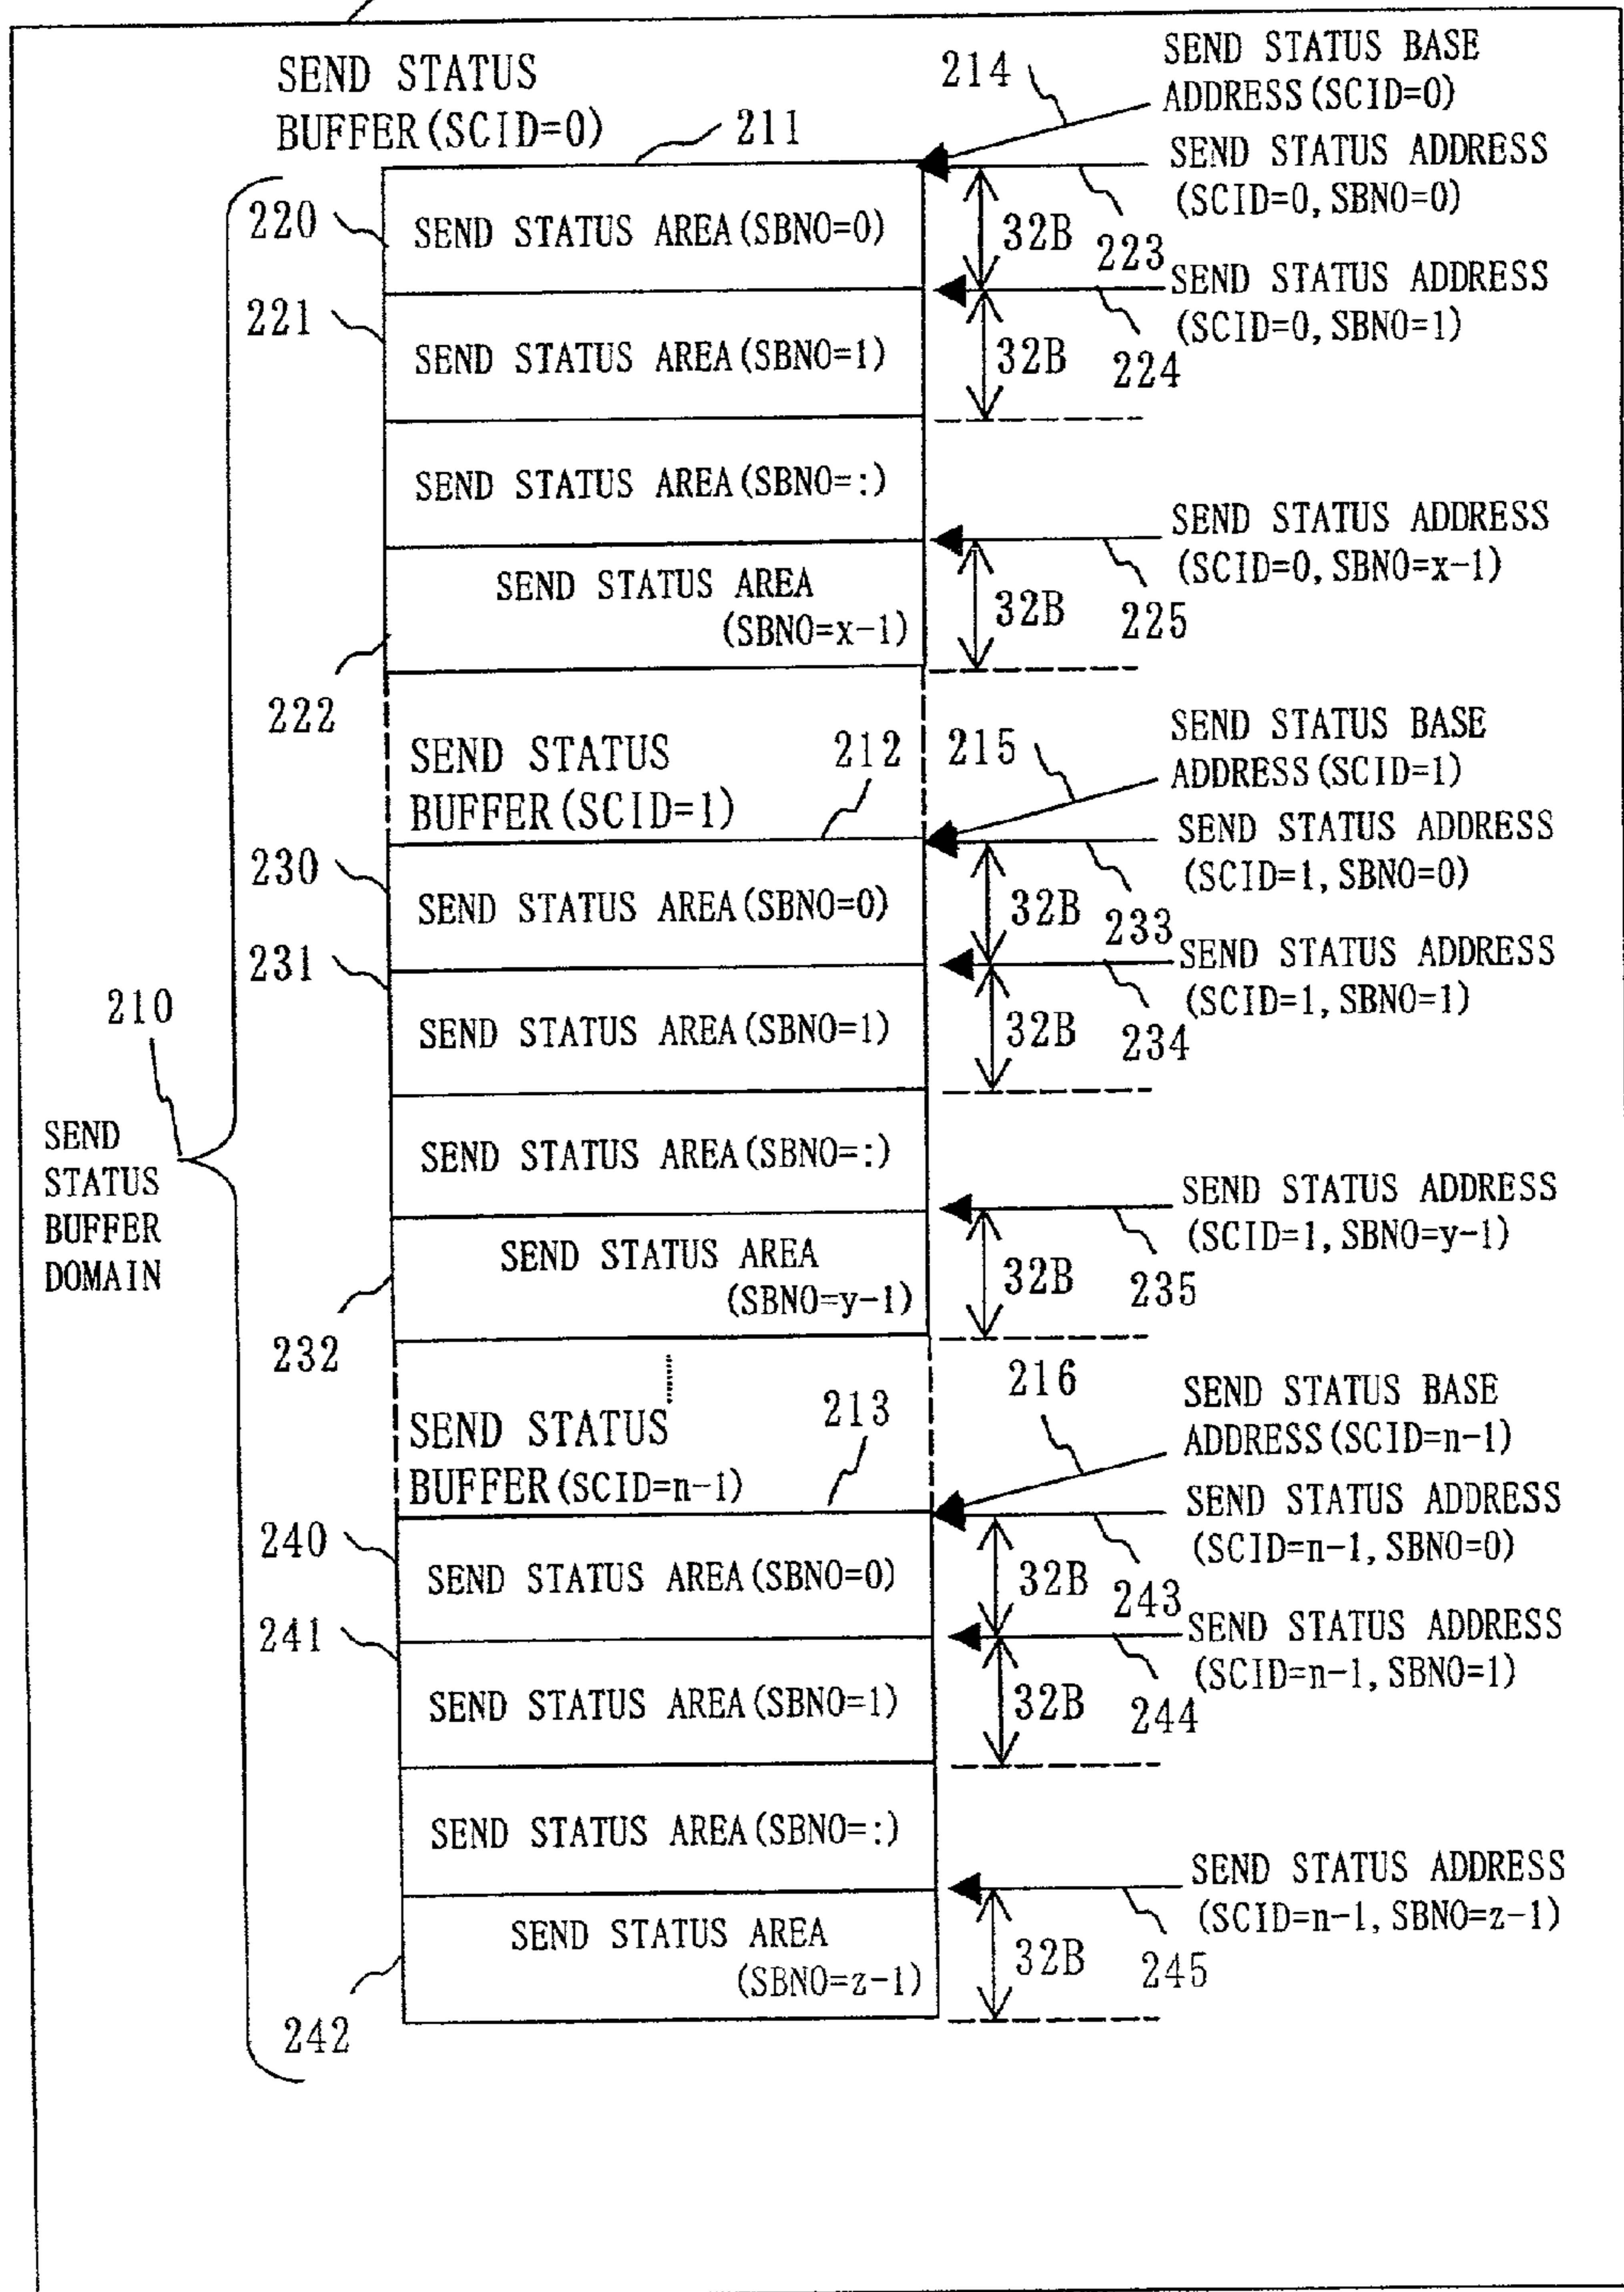 SEND STATUS
BUFFER(SCID=0)
211
214
SEND STATUS BASE
ADDRESS(SCID=0)
SEND STATUS ADDRESS
(SCID=0, SBNO=0)
220
SEND STATUS AREA(SBNO=0)
32B
223
SEND STATUS ADDRESS
(SCID=0, SBNO=1)
221
SEND STATUS AREA(SBNO=1)
32B
224
SEND STATUS AREA(SBNO=:)
SEND STATUS ADDRESS
(SCID=0, SBNO=x-1)
SEND STATUS AREA
(SBNO=x-1)
32B
225
222
SEND STATUS
BUFFER(SCID=1)
212
215
SEND STATUS BASE
ADDRESS(SCID=1)
SEND STATUS ADDRESS
(SCID=1, SBNO=0)
230
SEND STATUS AREA(SBNO=0)
32B
233
SEND STATUS ADDRESS
(SCID=1, SBNO=1)
231
SEND STATUS AREA(SBNO=1)
32B
234
210
SEND
STATUS
BUFFER
DOMAIN
SEND STATUS AREA(SBNO=:)
SEND STATUS ADDRESS
(SCID=1, SBNO=y-1)
SEND STATUS AREA
(SBNO=y-1)
32B
235
232
SEND STATUS
BUFFER(SCID=n-1)
213
216
SEND STATUS BASE
ADDRESS(SCID=n-1)
SEND STATUS ADDRESS
(SCID=n-1, SBNO=0)
240
SEND STATUS AREA(SBNO=0)
32B
243
SEND STATUS ADDRESS
(SCID=n-1, SBNO=1)
241
SEND STATUS AREA(SBNO=1)
32B
244
SEND STATUS AREA(SBNO=:)
SEND STATUS ADDRESS
(SCID=n-1, SBNO=z-1)
SEND STATUS AREA
(SBNO=z-1)
32B
245
242